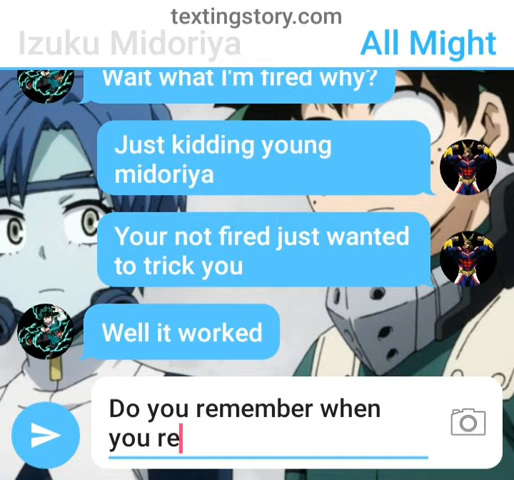 textingstory.com
Izuku Midoriya
All Might
Wait what I'm fired why?
Just kidding young
midoriya
Your not fired just wanted
to trick you
Well it worked
Do you remember when
you re